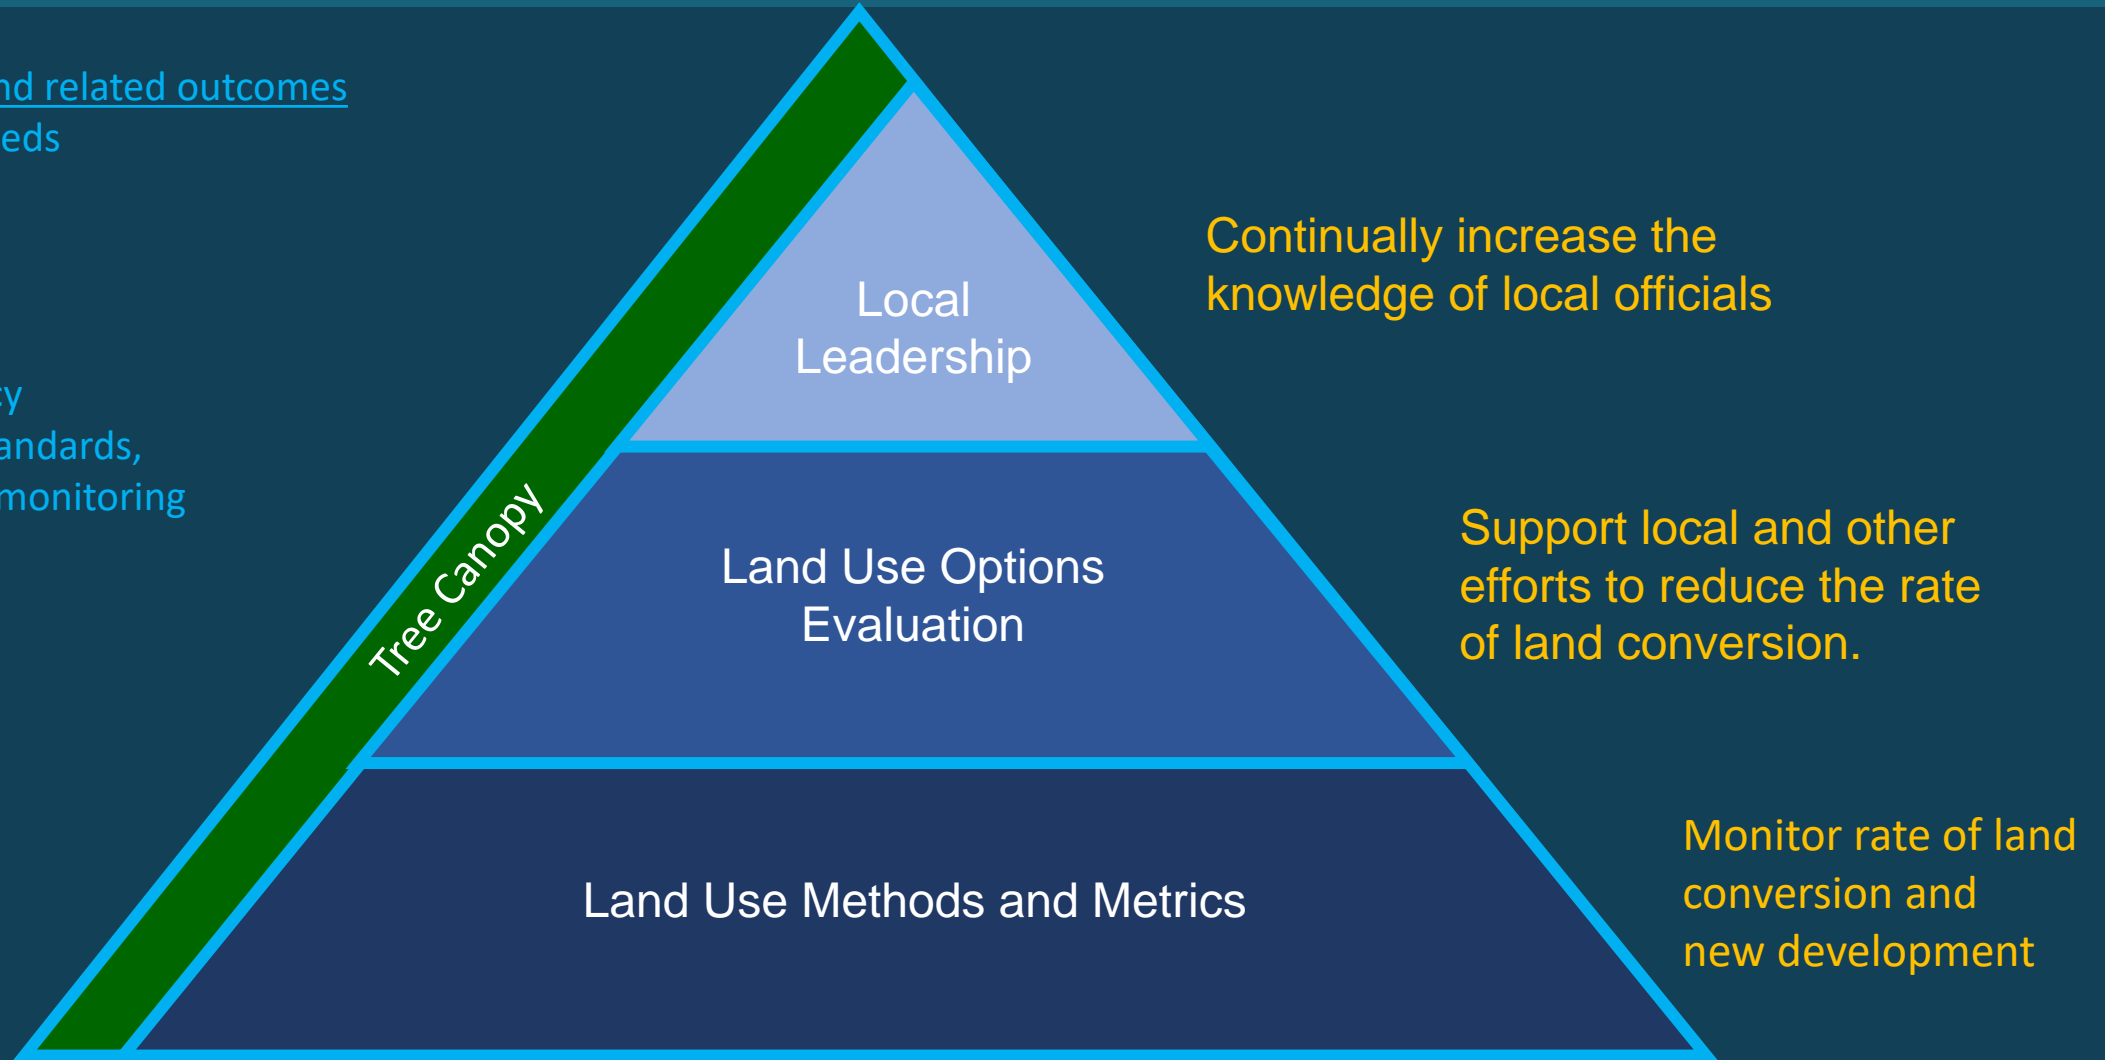 nd related outcomes
eds
cy
andards,
monitoring
Tree Canopy
Local
Leadership
Continually increase the
knowledge of local officials
Land Use Options
Evaluation
Support local and other
efforts to reduce the rate
of land conversion.
Land Use Methods and Metrics
Monitor rate of land
conversion and
new development